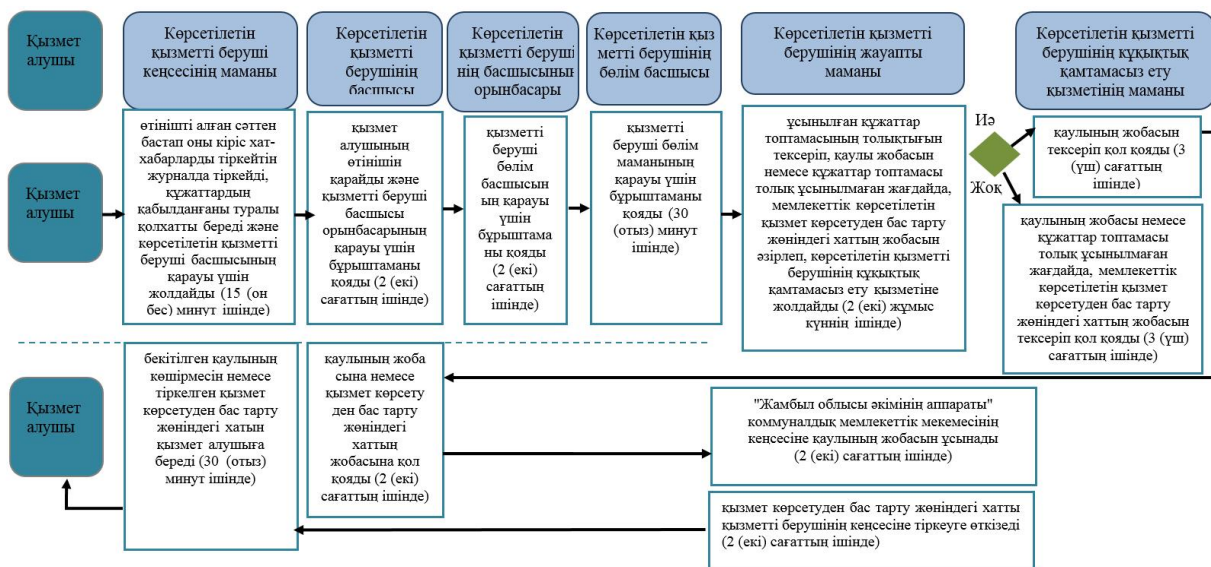 Қызмет
алушы
Көрсетілетін
қызметті беруші
кеңсесінің маманы
Көрсетілетін
қызметті
берушінің
басшысы
Көрсетілетін
қызметті беруші
нің басшысының
орынбасары
Көрсетілетін қыз
метті берушінің
бөлім басшысы
Көрсетілетін қызметті
берушінің жауапты
маманы
Көрсетілетін қызметті
берушінің құқықтық
қамтамасыз ету
қызметінің маманы
Қызмет
алушы
өтінішті алған сәттен
бастап оны кіріс хат-
хабарларды тіркейтін
журналда тіркейді,
құжаттардың
қабылданғаны туралы
қолхатты береді және
көрсетілетін қызметті
беруші басшысының
қарауы үшін
жолдайды (15 (он
бес) минут ішінде)
қызмет
алушының
өтінішін
қарайды және
қызметті беруші
басшысы
орынбасарының
қарауы үшін
бұрыштаманы
қояды (2 (екі)
сағаттың ішінде)
қызметті
беруші
бөлім
басшысын
ың қарауы
үшін
бұрыштама
ны қояды
(2 (екі)
сағаттың
ішінде)
қызметті
беруші бөлім
маманының
қарауы үшін
бұрыштаманы
қояды (30
(отыз) минут
ішінде)
ұсынылған құжаттар
топтамасының толықтығын
тексеріп, қаулы жобасын
немесе құжаттар топтамасы
толық ұсынылмаған жағдайда,
мемлекеттік көрсетілетін
қызмет көрсетуден бас тарту
жөніндегі хаттың жобасын
әзірлеп, көрсетілетін қызметті
берушінің құқықтық
қамтамасыз ету қызметіне
жолдайды (2 (екі) жұмыс
күннің ішінде)
Иә
Жоқ
қаулының жобасын
тексеріп қол қояды (3
(үш) сағаттың
ішінде)
қаулының жобасы немесе
құжаттар топтамасы
толық ұсынылмаған
жағдайда, мемлекеттік
көрсетілетін қызмет
көрсетуден бас тарту
жөніндегі хаттың жобасын
тексеріп қол қояды (3 (үш)
сағаттың ішінде)
Қызмет
алушы
бекітілген қаулының
көшірмесін немесе
тіркелген қызмет
көрсетуден бас тарту
жөніндегі хатын
қызмет алушыға
береді (30 (отыз)
минут ішінде)
қаулының жоба
сына немесе
қызмет көрсету
ден бас тарту
жөніндегі
хаттың
жобасына қол
қояды (2 (екі)
сағаттың ішінде)
"Жамбыл облысы әкімінің аппараты"
коммуналдық мемлекеттік мекемесінің
кеңсесіне қаулының жобасын ұсынады
(2 (екі) сағаттың ішінде)
қызмет көрсетуден бас тарту жөніндегі хатты
қызметті берушінің кеңсесіне тіркеуге өткізеді
(2 (екі) сағаттың ішінде)